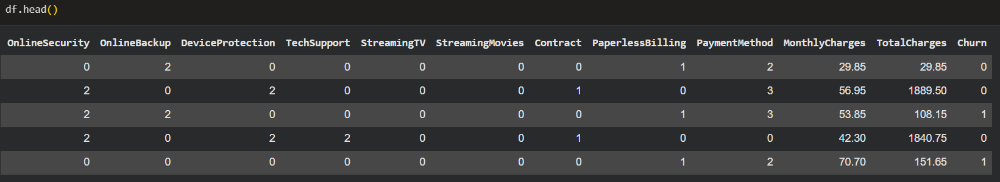 df.head()
OnlineSecurity OnlineBackup DeviceProtection TechSupport StreamingTV StreamingMovies Contract PaperlessBilling PaymentMethod MonthlyCharges TotalCharges Churn
0 2 0 0 0 0 0 1 2 29.85 29.85 0
2 0 2 0 0 0 1 0 3 56.95 1889.50 0
2 2 0 0 0 0 0 1 3 53.85 108.15 1
2 0 2 2 0 0 1 0 0 42.30 1840.75 0
0 0 0 0 0 0 0 1 2 70.70 151.65 1